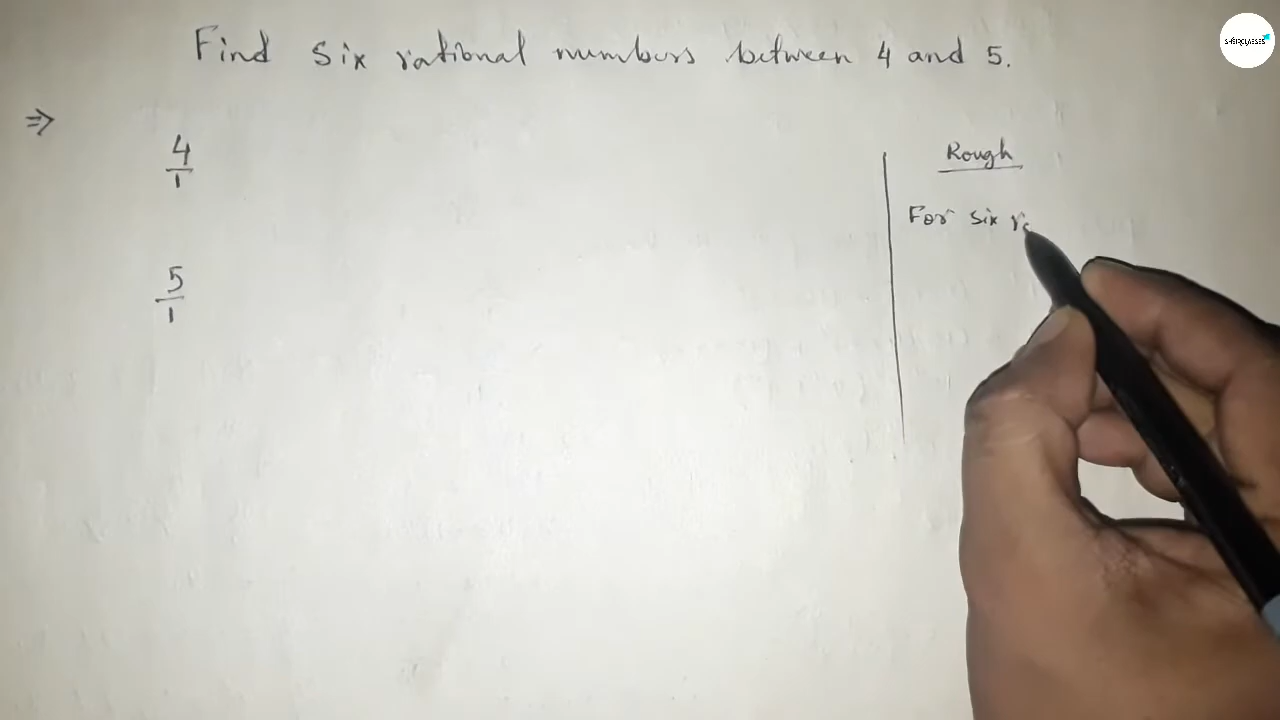 Find six rational numbers between 4 and 5.
⇒
4
1
5
1
Rough
For six